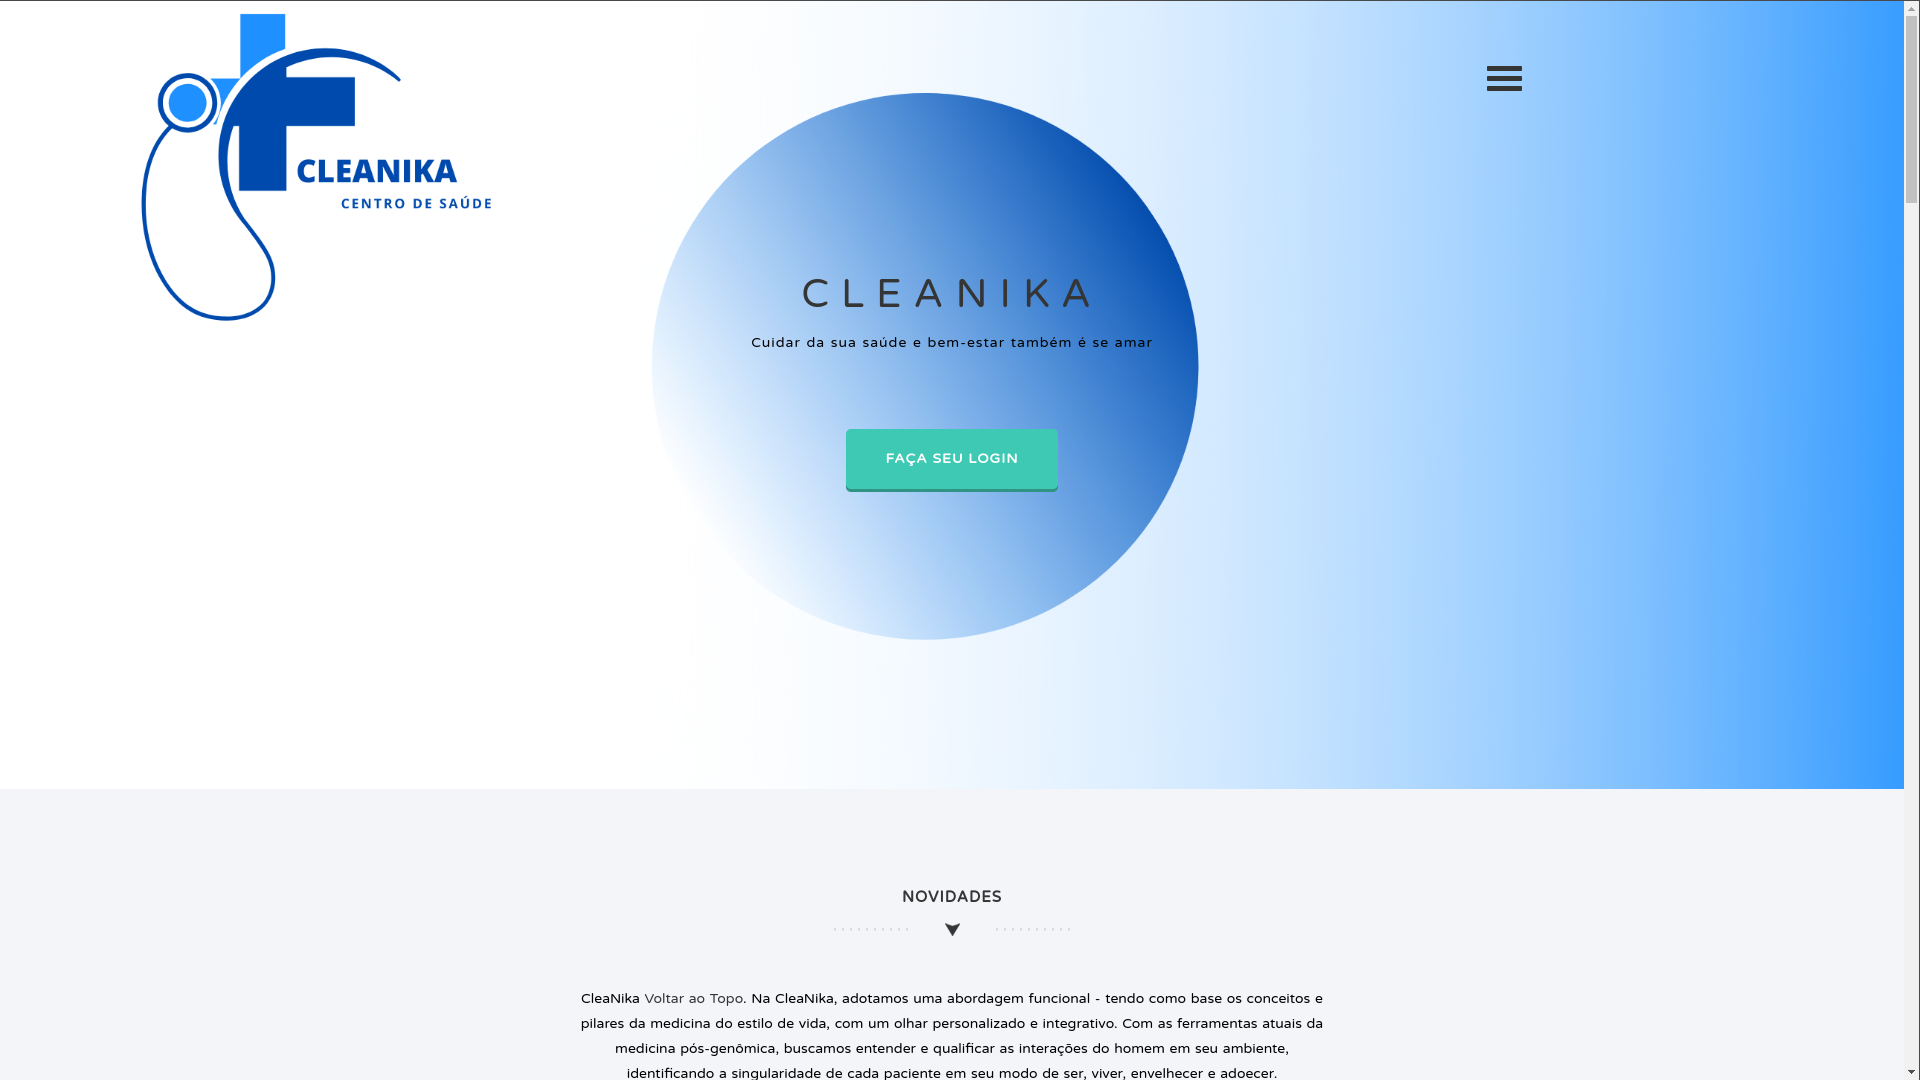 CLEANIKA
CENTRO DE SAÚDE
CLEANIKA
Cuidar da sua saúde e bem-estar também é se amar
FAÇA SEU LOGIN
NOVIDADES
CleaNika Voltar ao Topo. Na CleaNika, adotamos uma abordagem funcional - tendo como base os conceitos e
pilares da medicina do estilo de vida, com um olhar personalizado e integrativo. Com as ferramentas atuais da
medicina pós-genômica, buscamos entender e qualificar as interações do homem em seu ambiente,
identificando a singularidade de cada paciente em seu modo de ser, viver, envelhecer e adoecer.